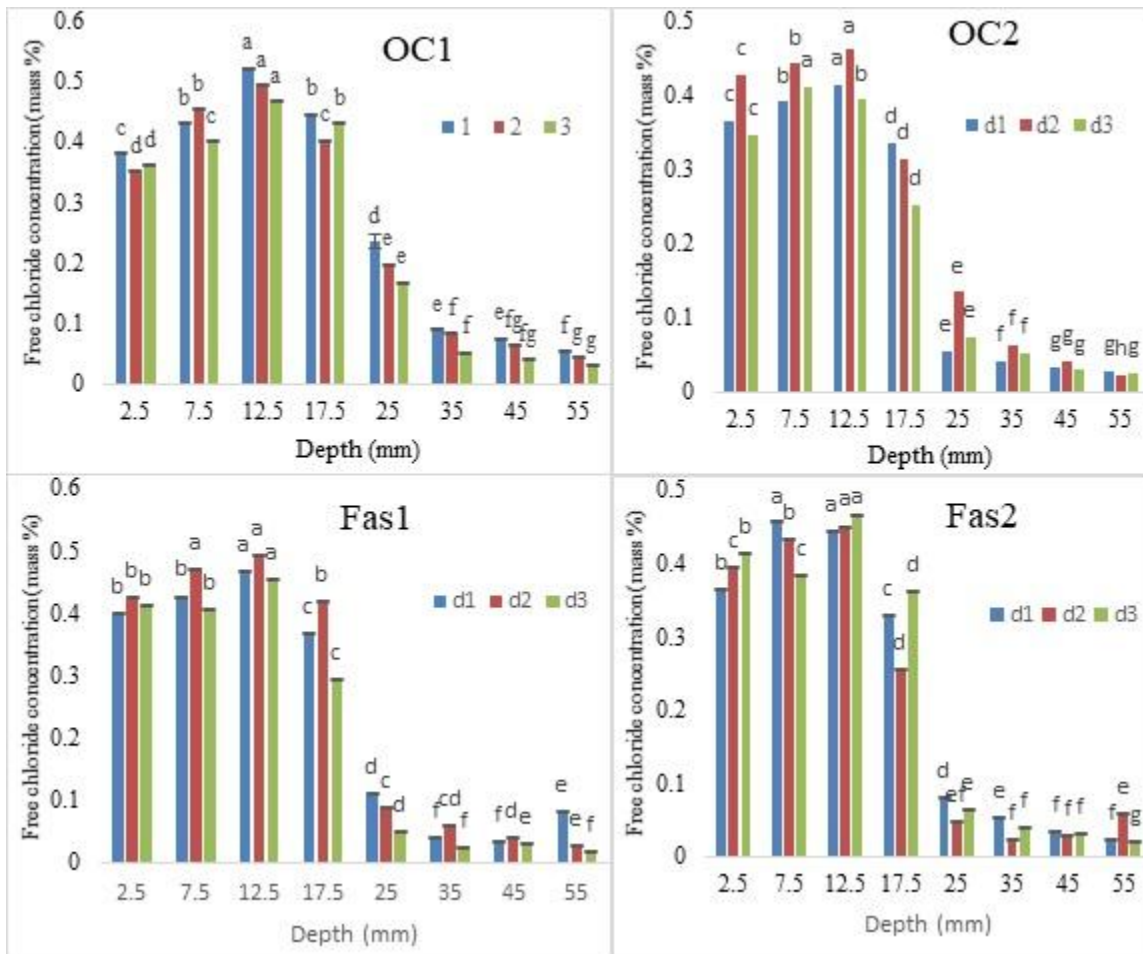 OC1
Free chloride concentration (mass %)
0.6
0.5
0.4
0.3
0.2
0.1
0
1 2 3
c d d
b b c
a a a
b c b
d e e
e f f
e fg fg
f g g
2.5 7.5 12.5 17.5 25 35 45 55
Depth (mm)
OC2
Free chloride concentration (mass %)
0.5
0.4
0.3
0.2
0.1
0
d1 d2 d3
c c c
b b a
a a b
d d d
e e e
f f f
g g g
g h g
2.5 7.5 12.5 17.5 25 35 45 55
Depth (mm)
Fas1
Free chloride concentration (mass %)
0.6
0.5
0.4
0.3
0.2
0.1
0
d1 d2 d3
b b b
b a b
a a a
c b c
d c d
f cd f
f d e
e e f
2.5 7.5 12.5 17.5 25 35 45 55
Depth (mm)
Fas2
Free chloride concentration (mass %)
0.5
0.4
0.3
0.2
0.1
0
d1 d2 d3
b c b
a b c
a a a
c d d
d ef e
e f f
f f f
f e g
2.5 7.5 12.5 17.5 25 35 45 55
Depth (mm)